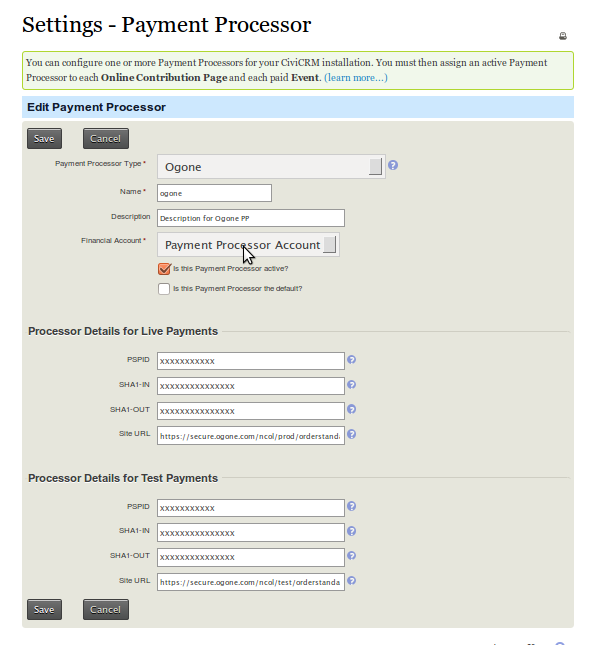 Settings - Payment Processor
You can configure one or more Payment Processors for your CiviCRM installation. You must then assign an active Payment
Processor to each Online Contribution Page and each paid Event. (learn more...)
Edit Payment Processor
Save Cancel
Payment Processor Type * Ogone ?
Name * ogone
Description Description for Ogone PP
Financial Account * Payment Processor Account
Is this Payment Processor active?
Is this Payment Processor the default?
Processor Details for Live Payments
PSPID xxxxxxxxxxx ?
SHA1-IN xxxxxxxxxxxxxxx ?
SHA1-OUT xxxxxxxxxxxxxxx ?
Site URL https://secure.ogone.com/ncol/prod/orderstand ?
Processor Details for Test Payments
PSPID xxxxxxxxxxx ?
SHA1-IN xxxxxxxxxxxxxxx ?
SHA1-OUT xxxxxxxxxxxxxxx ?
Site URL https://secure.ogone.com/ncol/test/orderstanda ?
Save Cancel